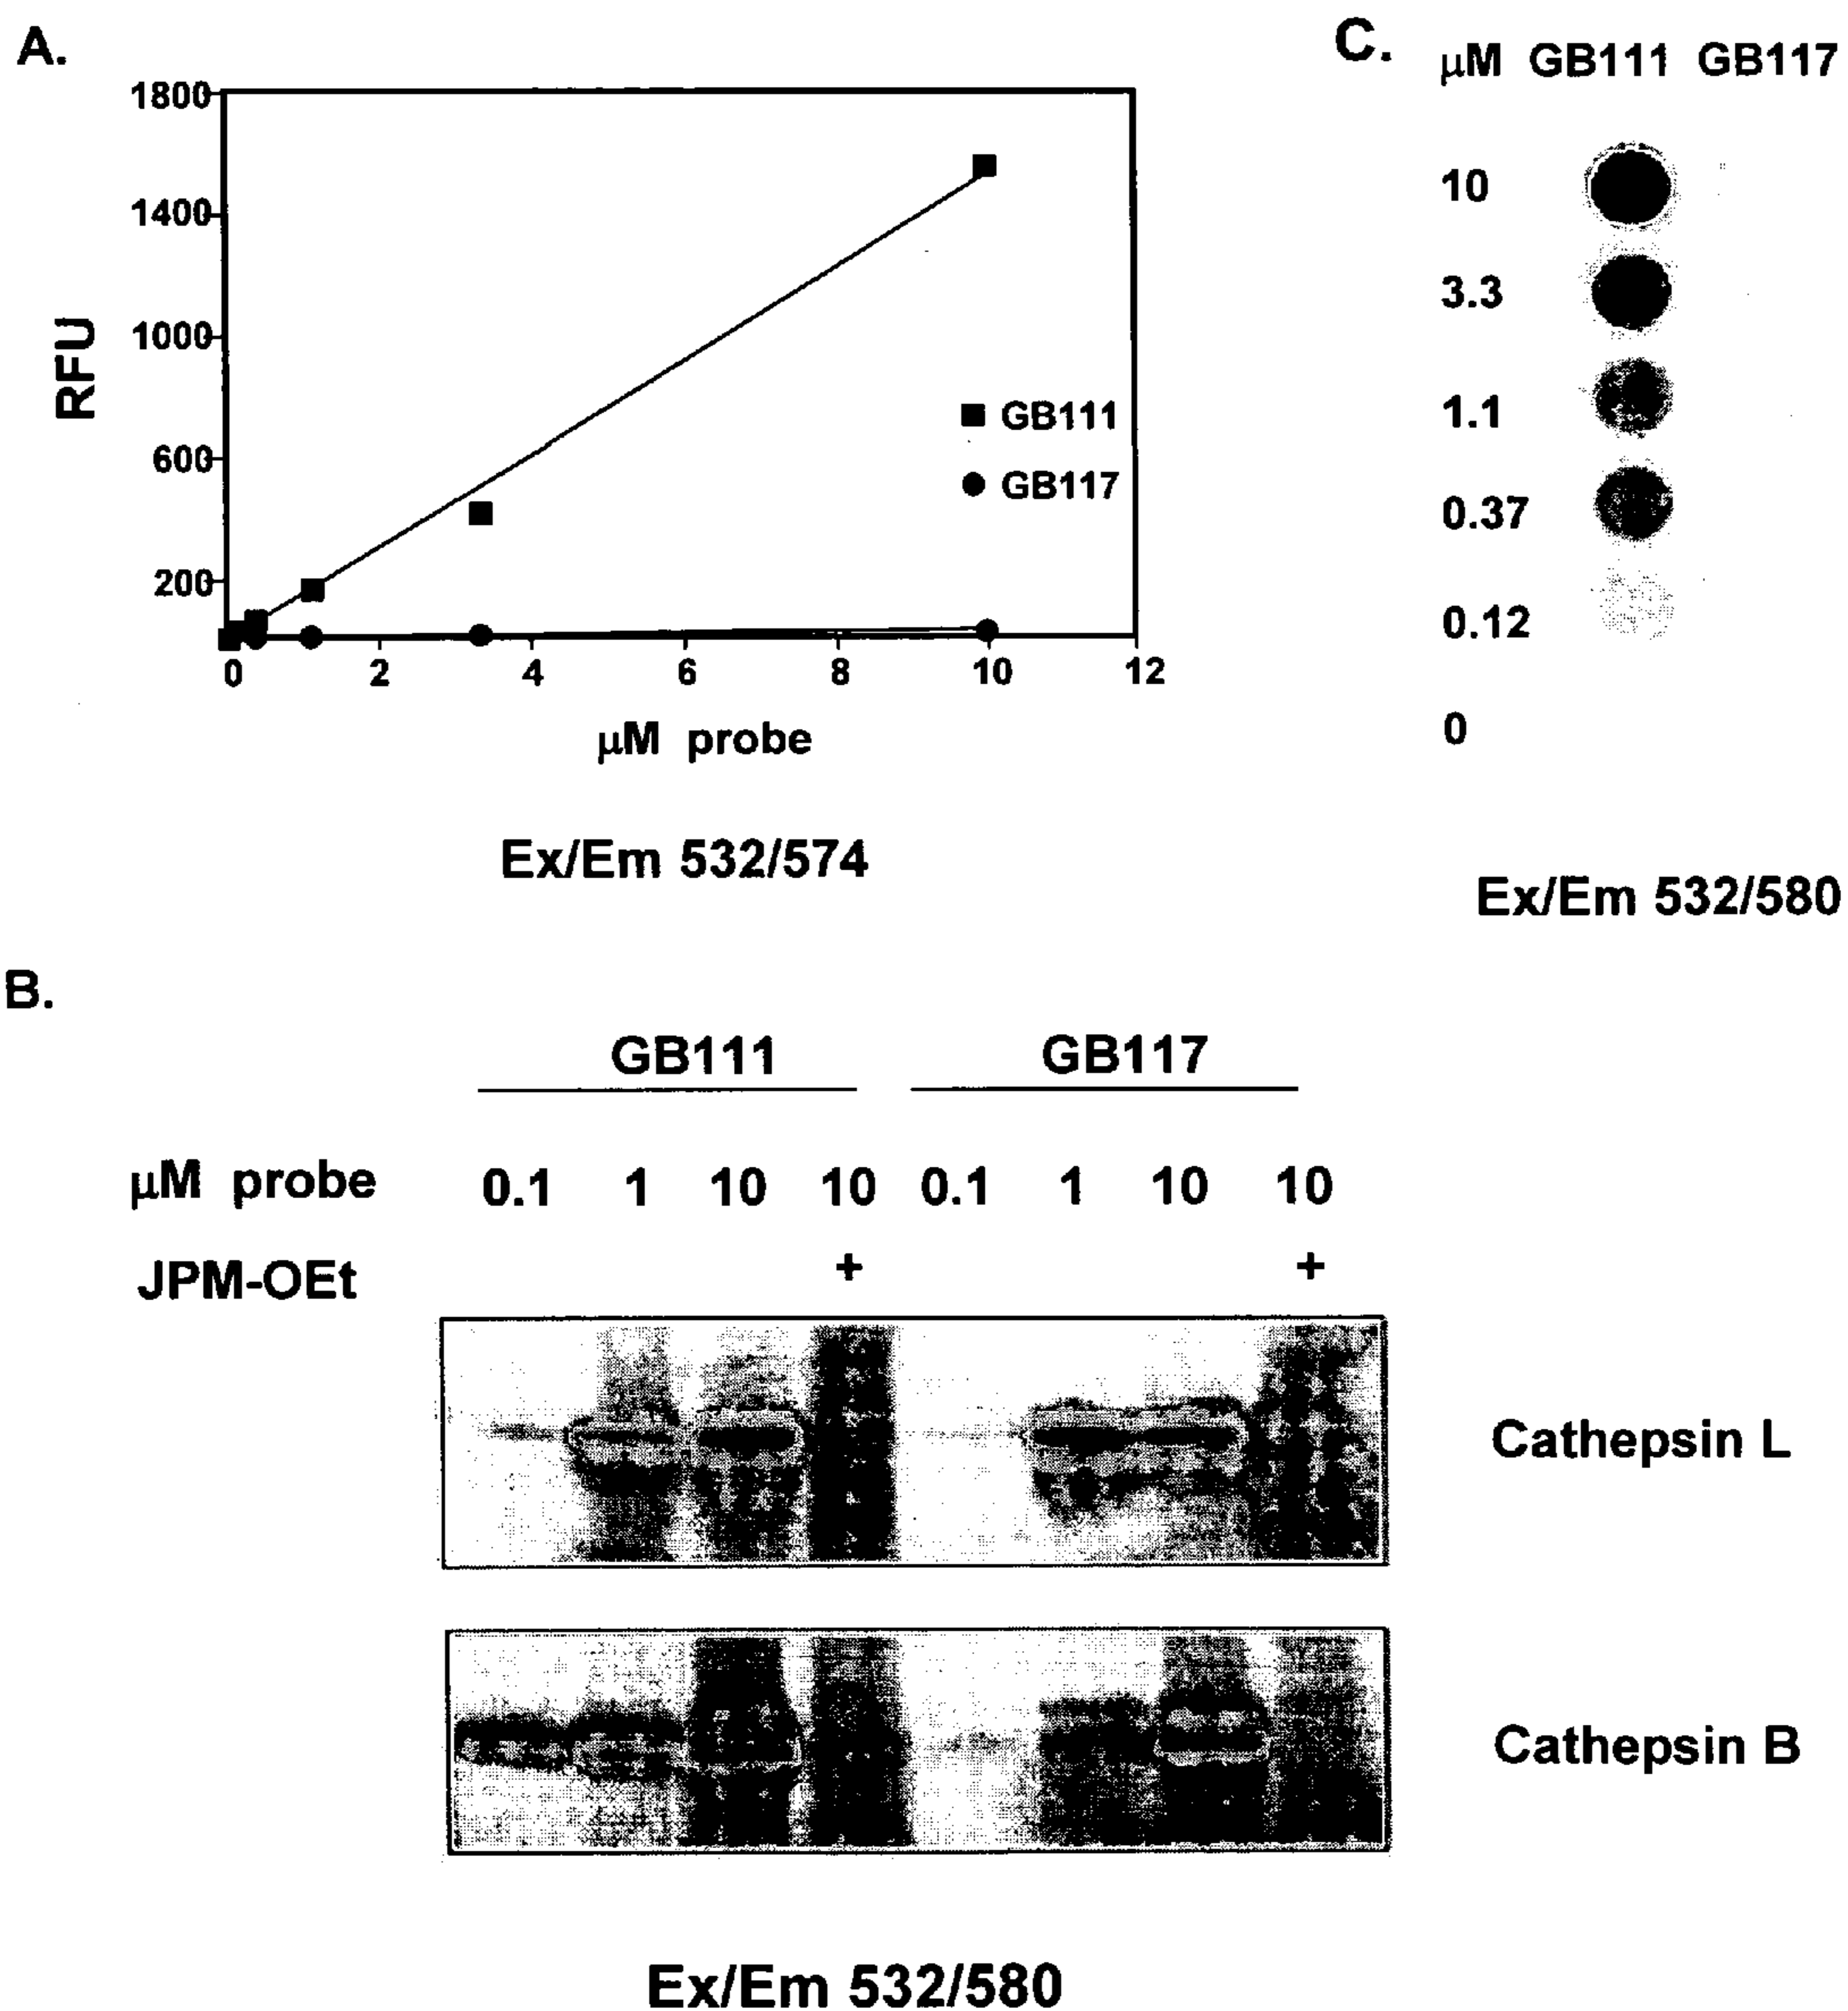 A.
1800
1400
1000
600
200
RFU
GB111
GB117
0 2 4 6 8 10 12
μM probe
Ex/Em 532/574
C.
μM GB111 GB117
10
3.3
1.1
0.37
0.12
0
Ex/Em 532/580
B.
GB111 GB117
μM probe 0.1 1 10 10 0.1 1 10 10
JPM-OEt + +
Cathepsin L
Cathepsin B
Ex/Em 532/580